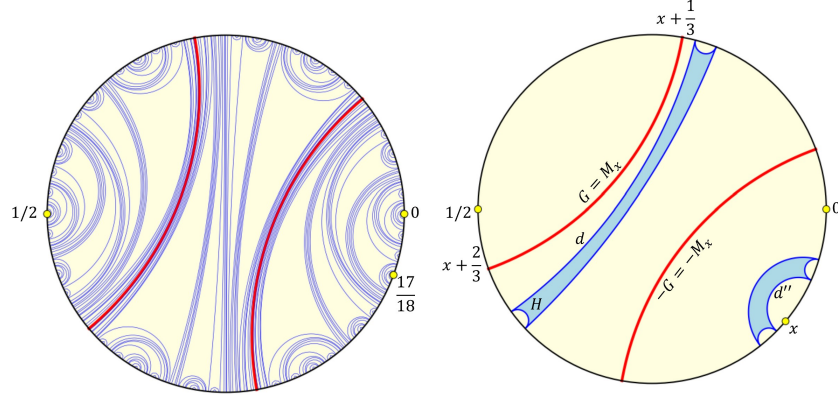 1/2
0
17/18
x + 1/3
G = M_x
1/2
0
d
x + 2/3
-G = -M_x
H
d''
x